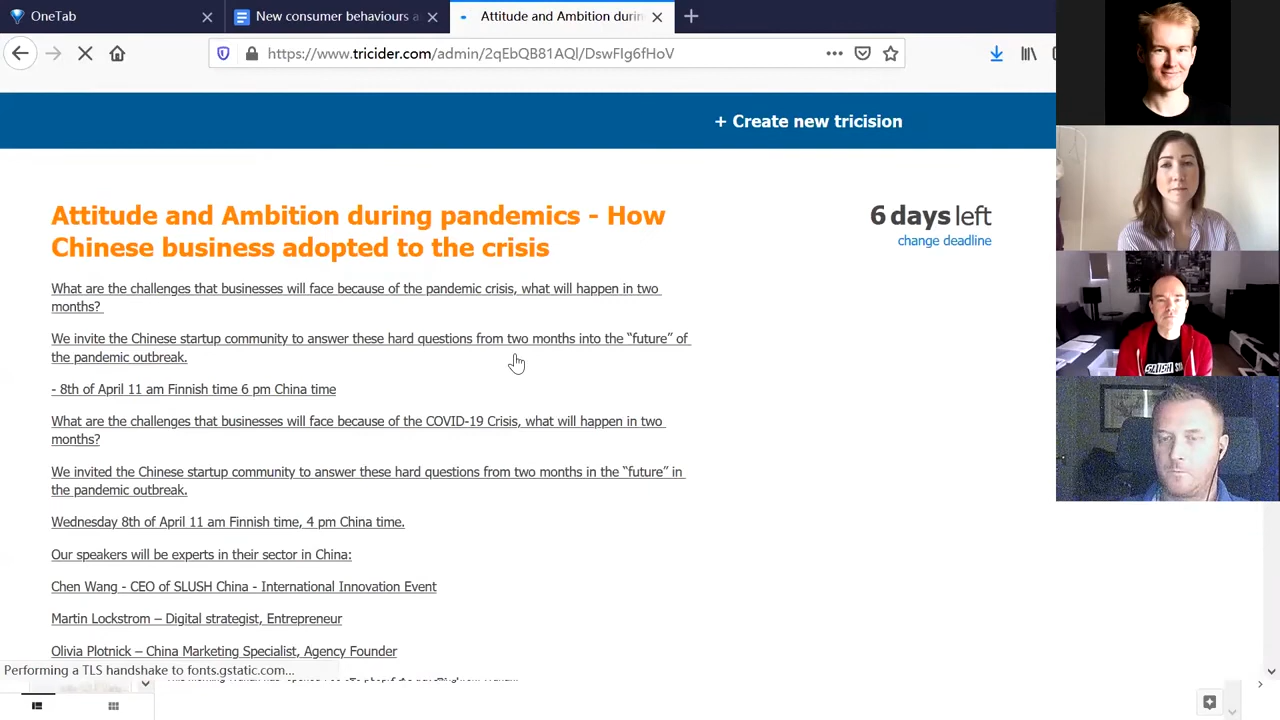 OneTab
New consumer behaviours a
Attitude and Ambition durin
https://www.tricider.com/admin/2qEbQB81AQl/DswFIg6fHoV
+ Create new tricision
Attitude and Ambition during pandemics - How
Chinese business adopted to the crisis
6 days left
change deadline
What are the challenges that businesses will face because of the pandemic crisis, what will happen in two
months?
We invite the Chinese startup community to answer these hard questions from two months into the “future” of
the pandemic outbreak.
- 8th of April 11 am Finnish time 6 pm China time
What are the challenges that businesses will face because of the COVID-19 Crisis, what will happen in two
months?
We invited the Chinese startup community to answer these hard questions from two months in the “future” in
the pandemic outbreak.
Wednesday 8th of April 11 am Finnish time, 4 pm China time.
Our speakers will be experts in their sector in China:
Chen Wang - CEO of SLUSH China - International Innovation Event
Martin Lockstrom – Digital strategist, Entrepreneur
Olivia Plotnick – China Marketing Specialist, Agency Founder
Performing a TLS handshake to fonts.gstatic.com...
SLUSH